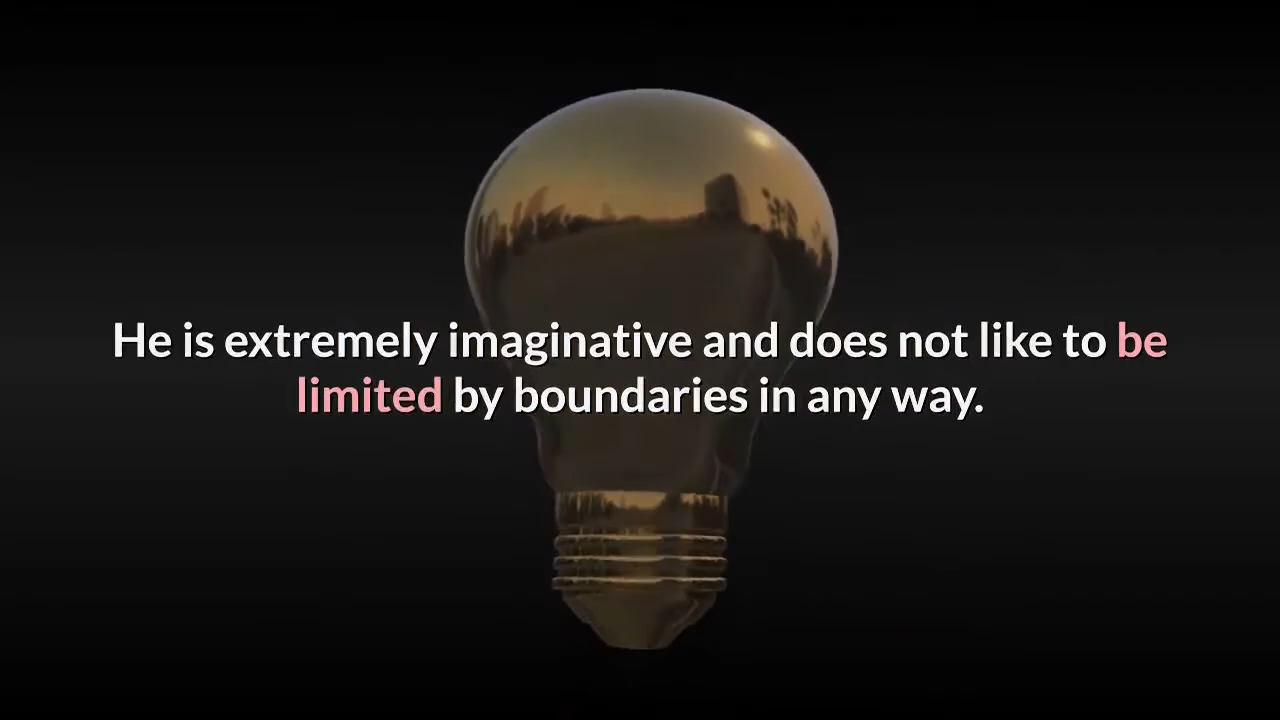 He is extremely imaginative and does not like to be
limited by boundaries in any way.